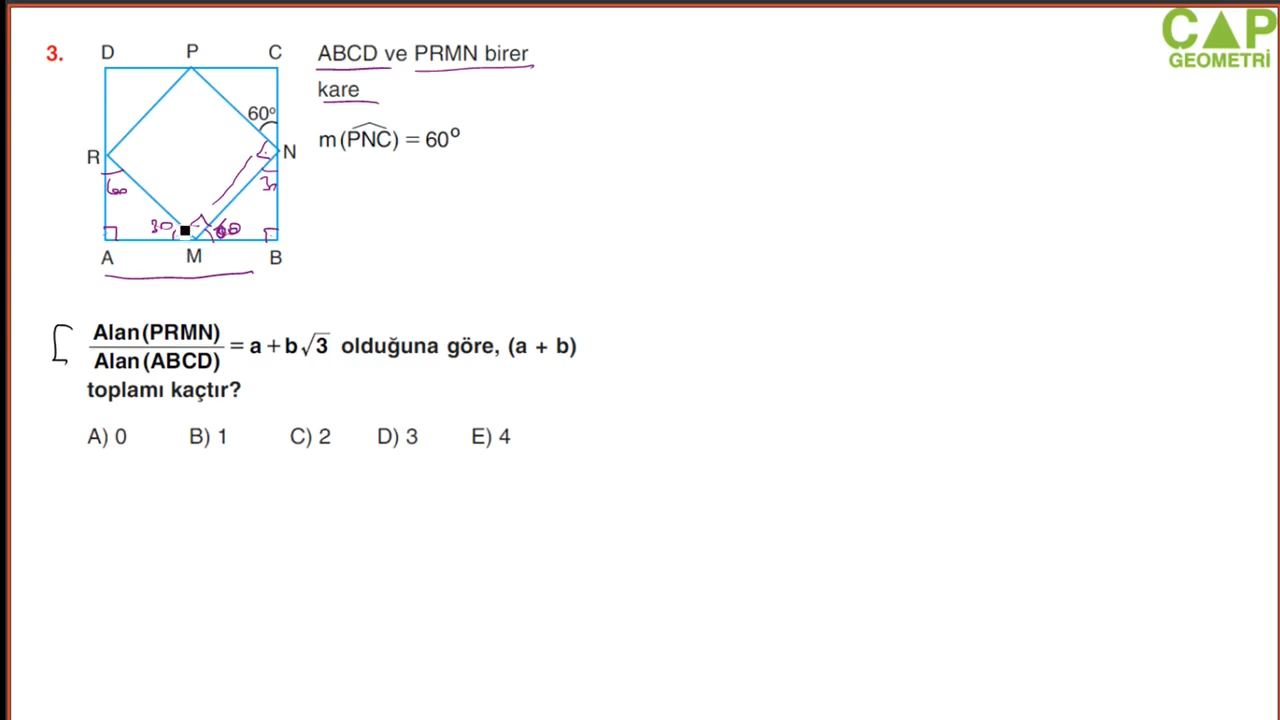 CAP
GEOMETRİ
3.
D P C
ABCD ve PRMN birer
kare
60°
m(PNC) = 60°
R N
60
30 60
A M B
Alan(PRMN)
Alan(ABCD)
= a + b√3 olduğuna göre, (a + b)
toplamı kaçtır?
A) 0 B) 1 C) 2 D) 3 E) 4